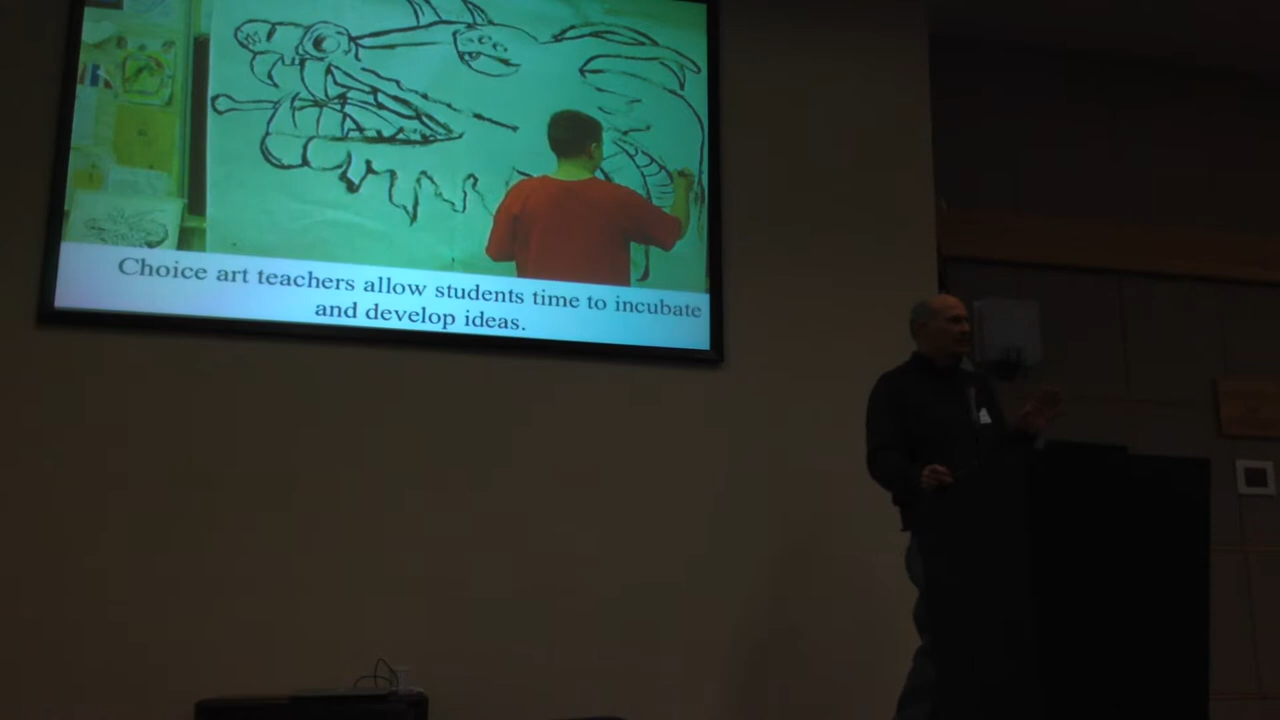 Choice art teachers allow students time to incubate
and develop ideas.